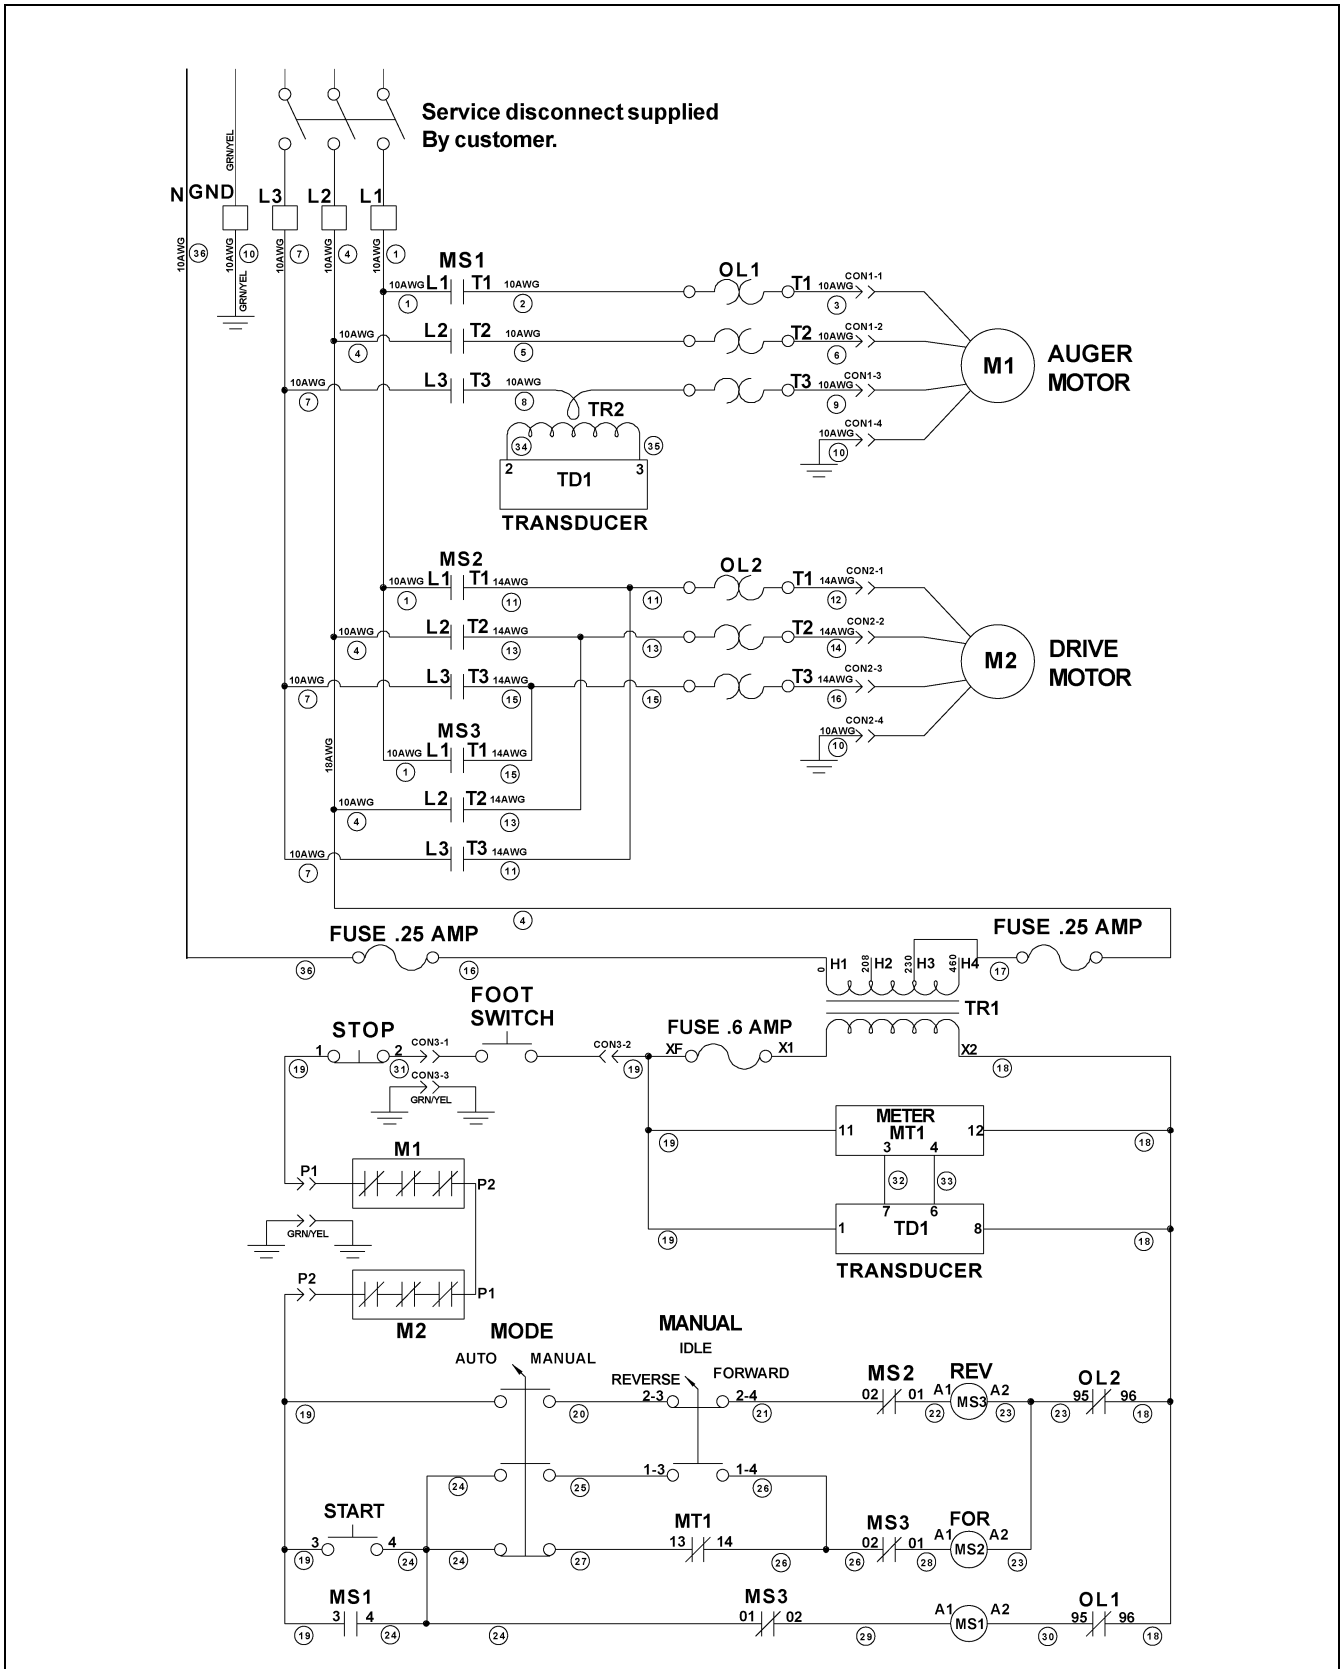 Service disconnect supplied
By customer.
GRN/YEL
N GND L3 L2 L1
10AWG 36 10AWG 10 10AWG 7 10AWG 4 10AWG 1
GRN/YEL
MS1 OL1
10AWG L1 T1 10AWG T1 10AWG CON1-1
1 2 3
10AWG L2 T2 10AWG T2 10AWG CON1-2
4 5 6
M1 AUGER
MOTOR
10AWG L3 T3 10AWG T3 10AWG CON1-3
7 8 9
TR2
34 35
10AWG CON1-4
10
2 3
TD1
TRANSDUCER
MS2 OL2
10AWG L1 T1 14AWG T1 14AWG CON2-1
1 11 11 12
10AWG L2 T2 14AWG T2 14AWG CON2-2
4 13 13 14
M2 DRIVE
MOTOR
10AWG L3 T3 14AWG T3 14AWG CON2-3
7 15 15 16
10AWG CON2-4
10
MS3
18AWG
10AWG L1 T1 14AWG
1 15
10AWG L2 T2 14AWG
4 13
10AWG L3 T3 14AWG
7 11
4
FUSE .25 AMP FUSE .25 AMP
36 16 0 H1 208 H2 230 H3 460 H4 17
TR1
FOOT
SWITCH
STOP FUSE .6 AMP
1 2 CON3-1 CON3-2 XF X1 X2
19 31 19 18
CON3-3
GRN/YEL
METER
MT1
11 12
19 3 4 18
32 33
7 6
1 TD1 8
19 18
TRANSDUCER
M1
P1 P2
GRN/YEL
P2 P1
M2
MODE MANUAL
AUTO MANUAL IDLE
REVERSE FORWARD
MS2 REV OL2
2-3 2-4 02 01 A1 MS3 A2 95 96
19 20 21 22 23 23 18
1-3 1-4
24 25 26
START MT1 MS3 FOR
3 4 13 14 02 01 A1 MS2 A2
19 24 24 27 26 26 28 23
MS1 MS3 OL1
3 4 01 02 A1 MS1 A2 95 96
19 24 24 29 30 18